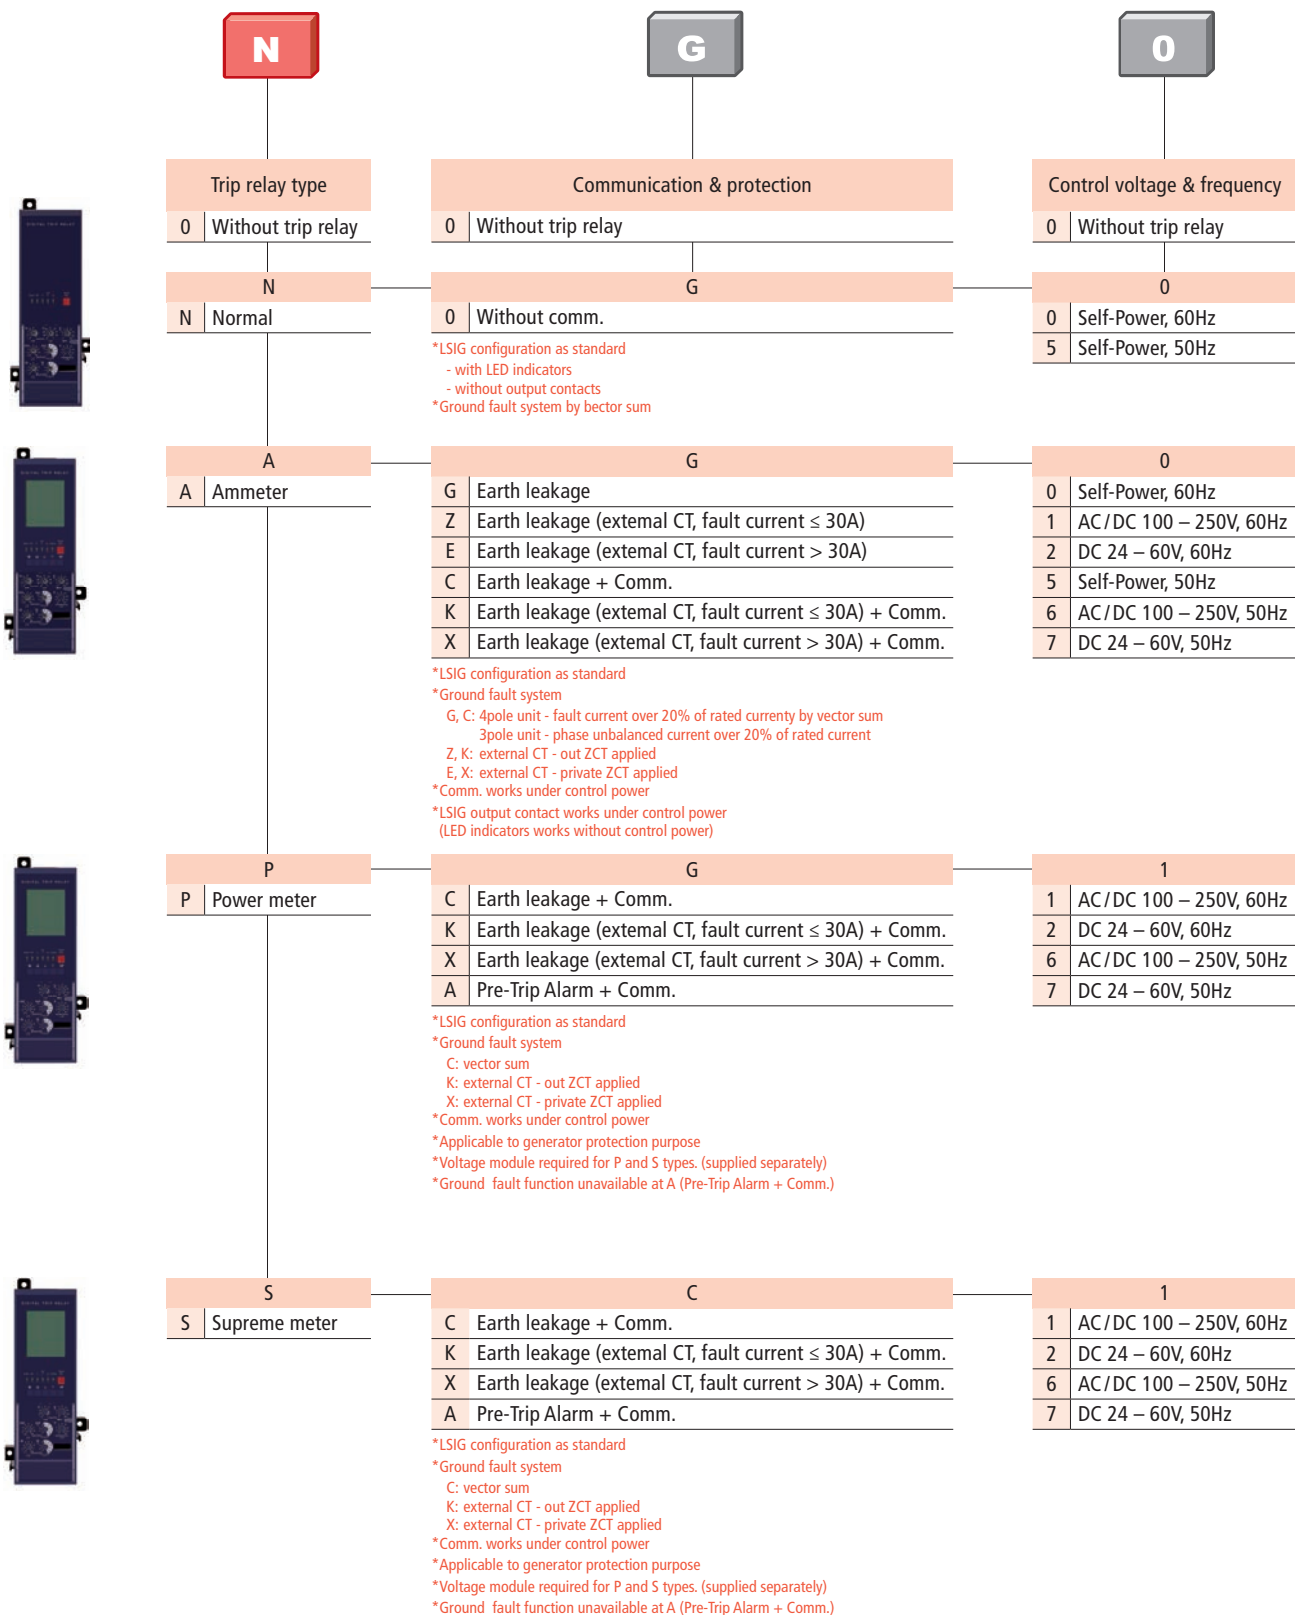 N
G
0
Trip relay type
0 Without trip relay
Communication & protection
0 Without trip relay
Control voltage & frequency
0 Without trip relay
N
N Normal
G
0 Without comm.
*LSIG configuration as standard
- with LED indicators
- without output contacts
*Ground fault system by bector sum
0
0 Self-Power, 60Hz
5 Self-Power, 50Hz
A
A Ammeter
G
G Earth leakage
Z Earth leakage (extemal CT, fault current ≤ 30A)
E Earth leakage (extemal CT, fault current > 30A)
C Earth leakage + Comm.
K Earth leakage (extemal CT, fault current ≤ 30A) + Comm.
X Earth leakage (extemal CT, fault current > 30A) + Comm.
*LSIG configuration as standard
*Ground fault system
G, C: 4pole unit - fault current over 20% of rated currenty by vector sum
3pole unit - phase unbalanced current over 20% of rated current
Z, K: external CT - out ZCT applied
E, X: external CT - private ZCT applied
*Comm. works under control power
*LSIG output contact works under control power
(LED indicators works without control power)
0
0 Self-Power, 60Hz
1 AC/DC 100 – 250V, 60Hz
2 DC 24 – 60V, 60Hz
5 Self-Power, 50Hz
6 AC/DC 100 – 250V, 50Hz
7 DC 24 – 60V, 50Hz
P
P Power meter
G
C Earth leakage + Comm.
K Earth leakage (extemal CT, fault current ≤ 30A) + Comm.
X Earth leakage (extemal CT, fault current > 30A) + Comm.
A Pre-Trip Alarm + Comm.
*LSIG configuration as standard
*Ground fault system
C: vector sum
K: external CT - out ZCT applied
X: external CT - private ZCT applied
*Comm. works under control power
*Applicable to generator protection purpose
*Voltage module required for P and S types. (supplied separately)
*Ground fault function unavailable at A (Pre-Trip Alarm + Comm.)
1
1 AC/DC 100 – 250V, 60Hz
2 DC 24 – 60V, 60Hz
6 AC/DC 100 – 250V, 50Hz
7 DC 24 – 60V, 50Hz
S
S Supreme meter
C
C Earth leakage + Comm.
K Earth leakage (extemal CT, fault current ≤ 30A) + Comm.
X Earth leakage (extemal CT, fault current > 30A) + Comm.
A Pre-Trip Alarm + Comm.
*LSIG configuration as standard
*Ground fault system
C: vector sum
K: external CT - out ZCT applied
X: external CT - private ZCT applied
*Comm. works under control power
*Applicable to generator protection purpose
*Voltage module required for P and S types. (supplied separately)
*Ground fault function unavailable at A (Pre-Trip Alarm + Comm.)
1
1 AC/DC 100 – 250V, 60Hz
2 DC 24 – 60V, 60Hz
6 AC/DC 100 – 250V, 50Hz
7 DC 24 – 60V, 50Hz
DIGITAL TRIP RELAY
DIGITAL TRIP RELAY
DIGITAL TRIP RELAY
DIGITAL TRIP RELAY